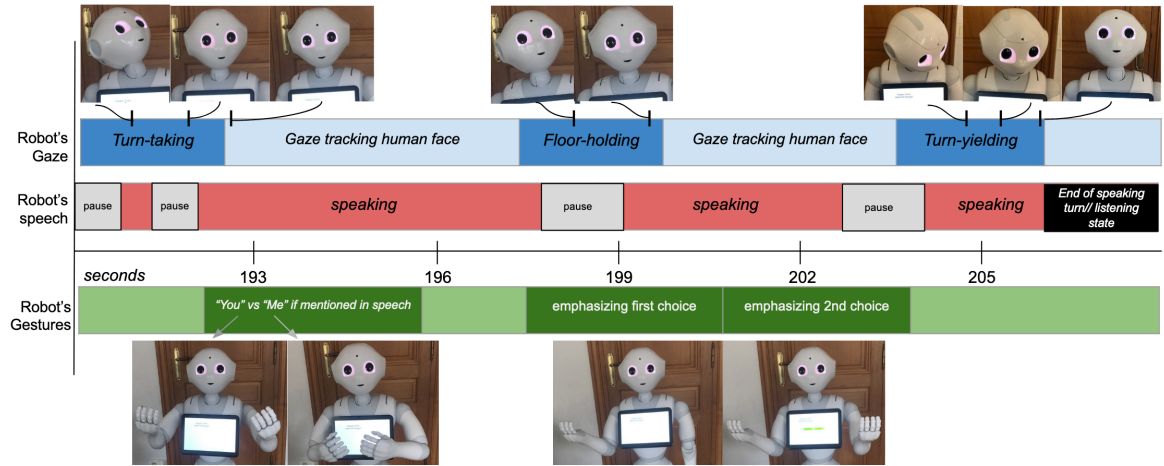 Robot's
Gaze
Turn-taking
Gaze tracking human face
Floor-holding
Gaze tracking human face
Turn-yielding
Robot's
speech
pause
pause
speaking
pause
speaking
pause
speaking
End of speaking
turn// listening
state
seconds
193
196
199
202
205
Robot's
Gestures
"You" vs "Me" if mentioned in speech
emphasizing first choice
emphasizing 2nd choice